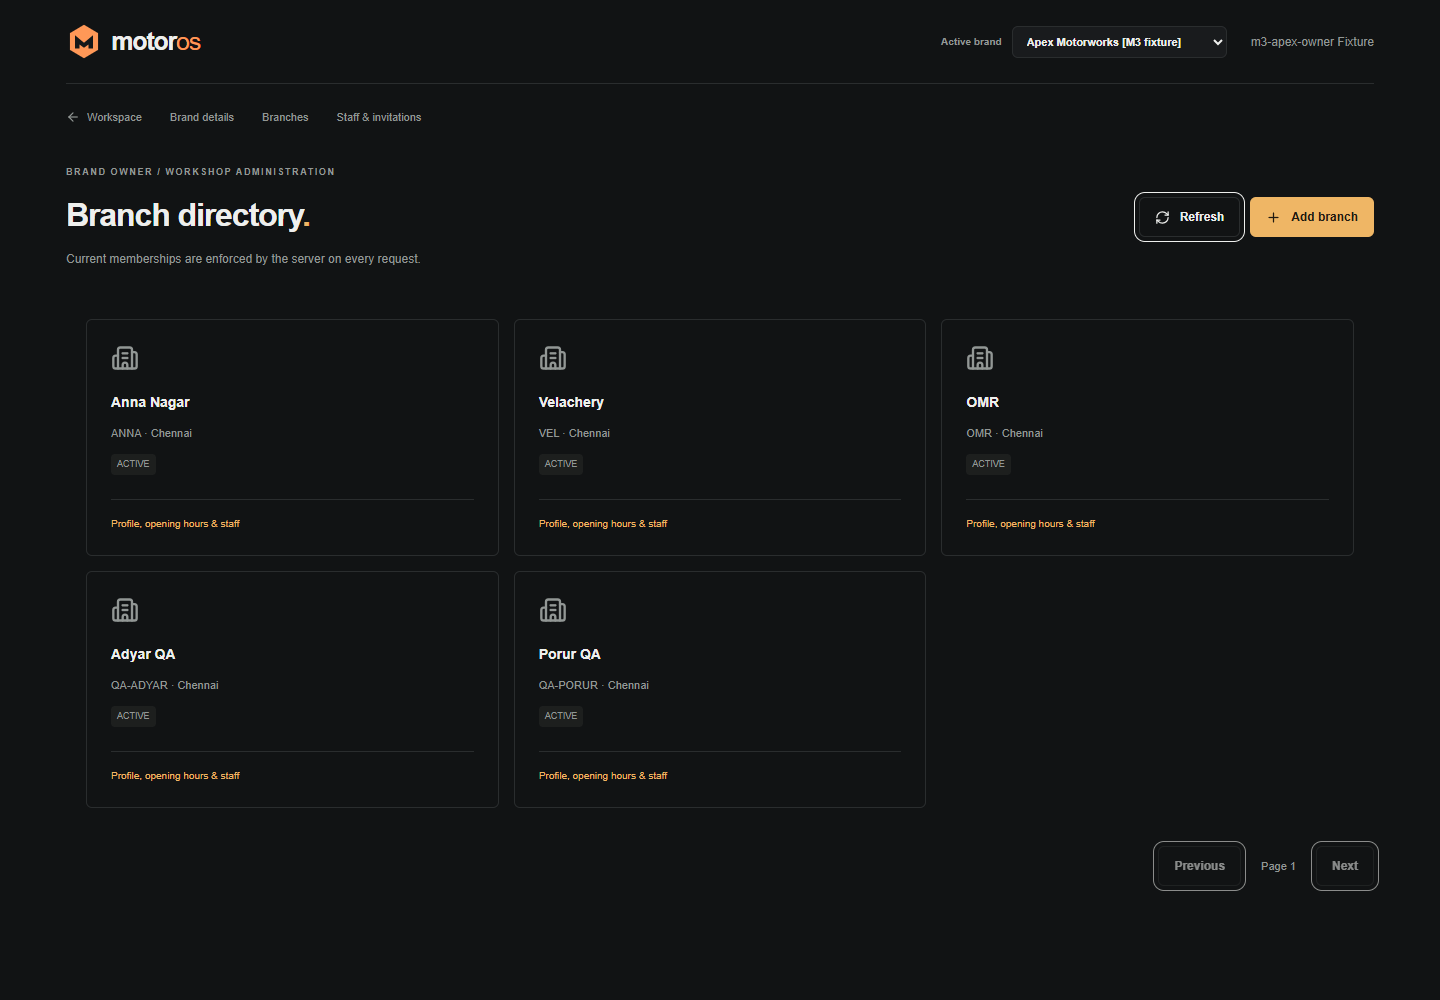 motoros
Active brand
Apex Motorworks [M3 fixture]
m3-apex-owner Fixture
Workspace
Brand details
Branches
Staff & invitations
BRAND OWNER / WORKSHOP ADMINISTRATION
Branch directory.
Refresh
Add branch
Current memberships are enforced by the server on every request.
Anna Nagar
ANNA · Chennai
ACTIVE
Profile, opening hours & staff
Velachery
VEL · Chennai
ACTIVE
Profile, opening hours & staff
OMR
OMR · Chennai
ACTIVE
Profile, opening hours & staff
Adyar QA
QA-ADYAR · Chennai
ACTIVE
Profile, opening hours & staff
Porur QA
QA-PORUR · Chennai
ACTIVE
Profile, opening hours & staff
Previous
Page 1
Next